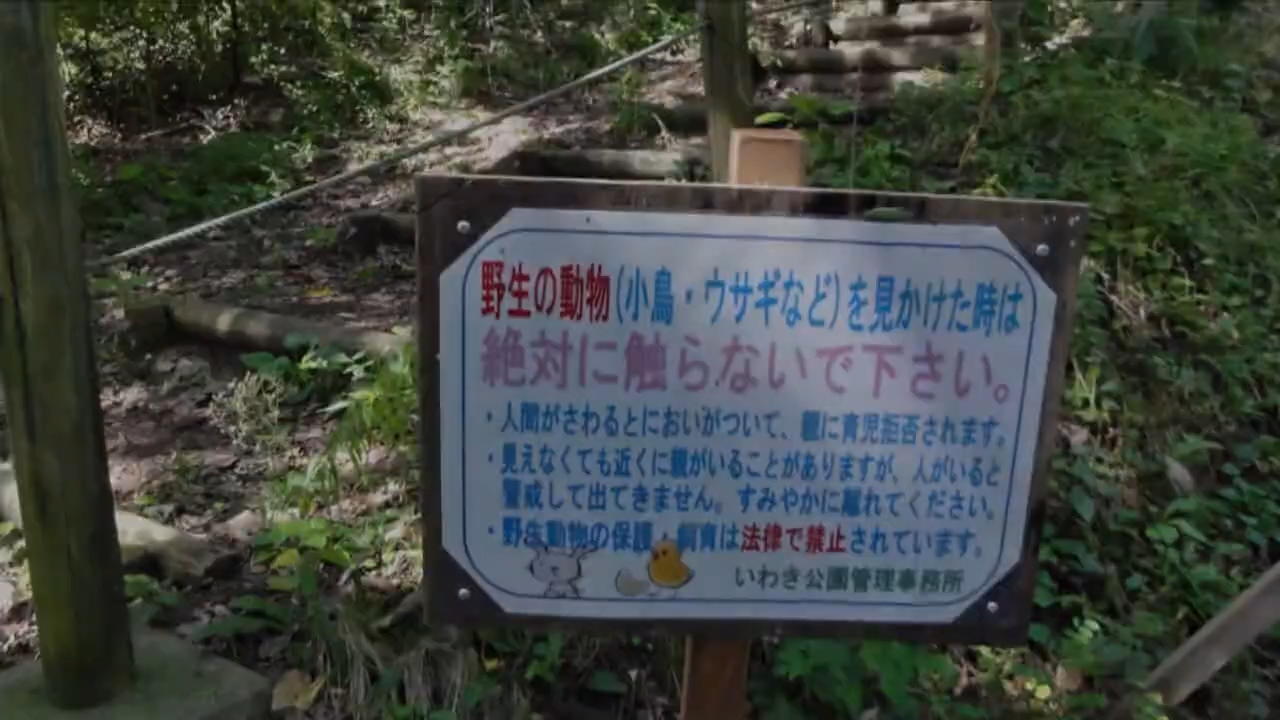 野生の動物(小鳥・ウサギなど)を見かけた時は
絶対に触らないで下さい。
・人間がさわるとにおいがついて、親に育児拒否されます。
・見えなくても近くに親がいることがありますが、人がいると
警戒して出てきません。すみやかに離れてください。
・野生動物の保護・飼育は法律で禁止されています。
いわき公園管理事務所